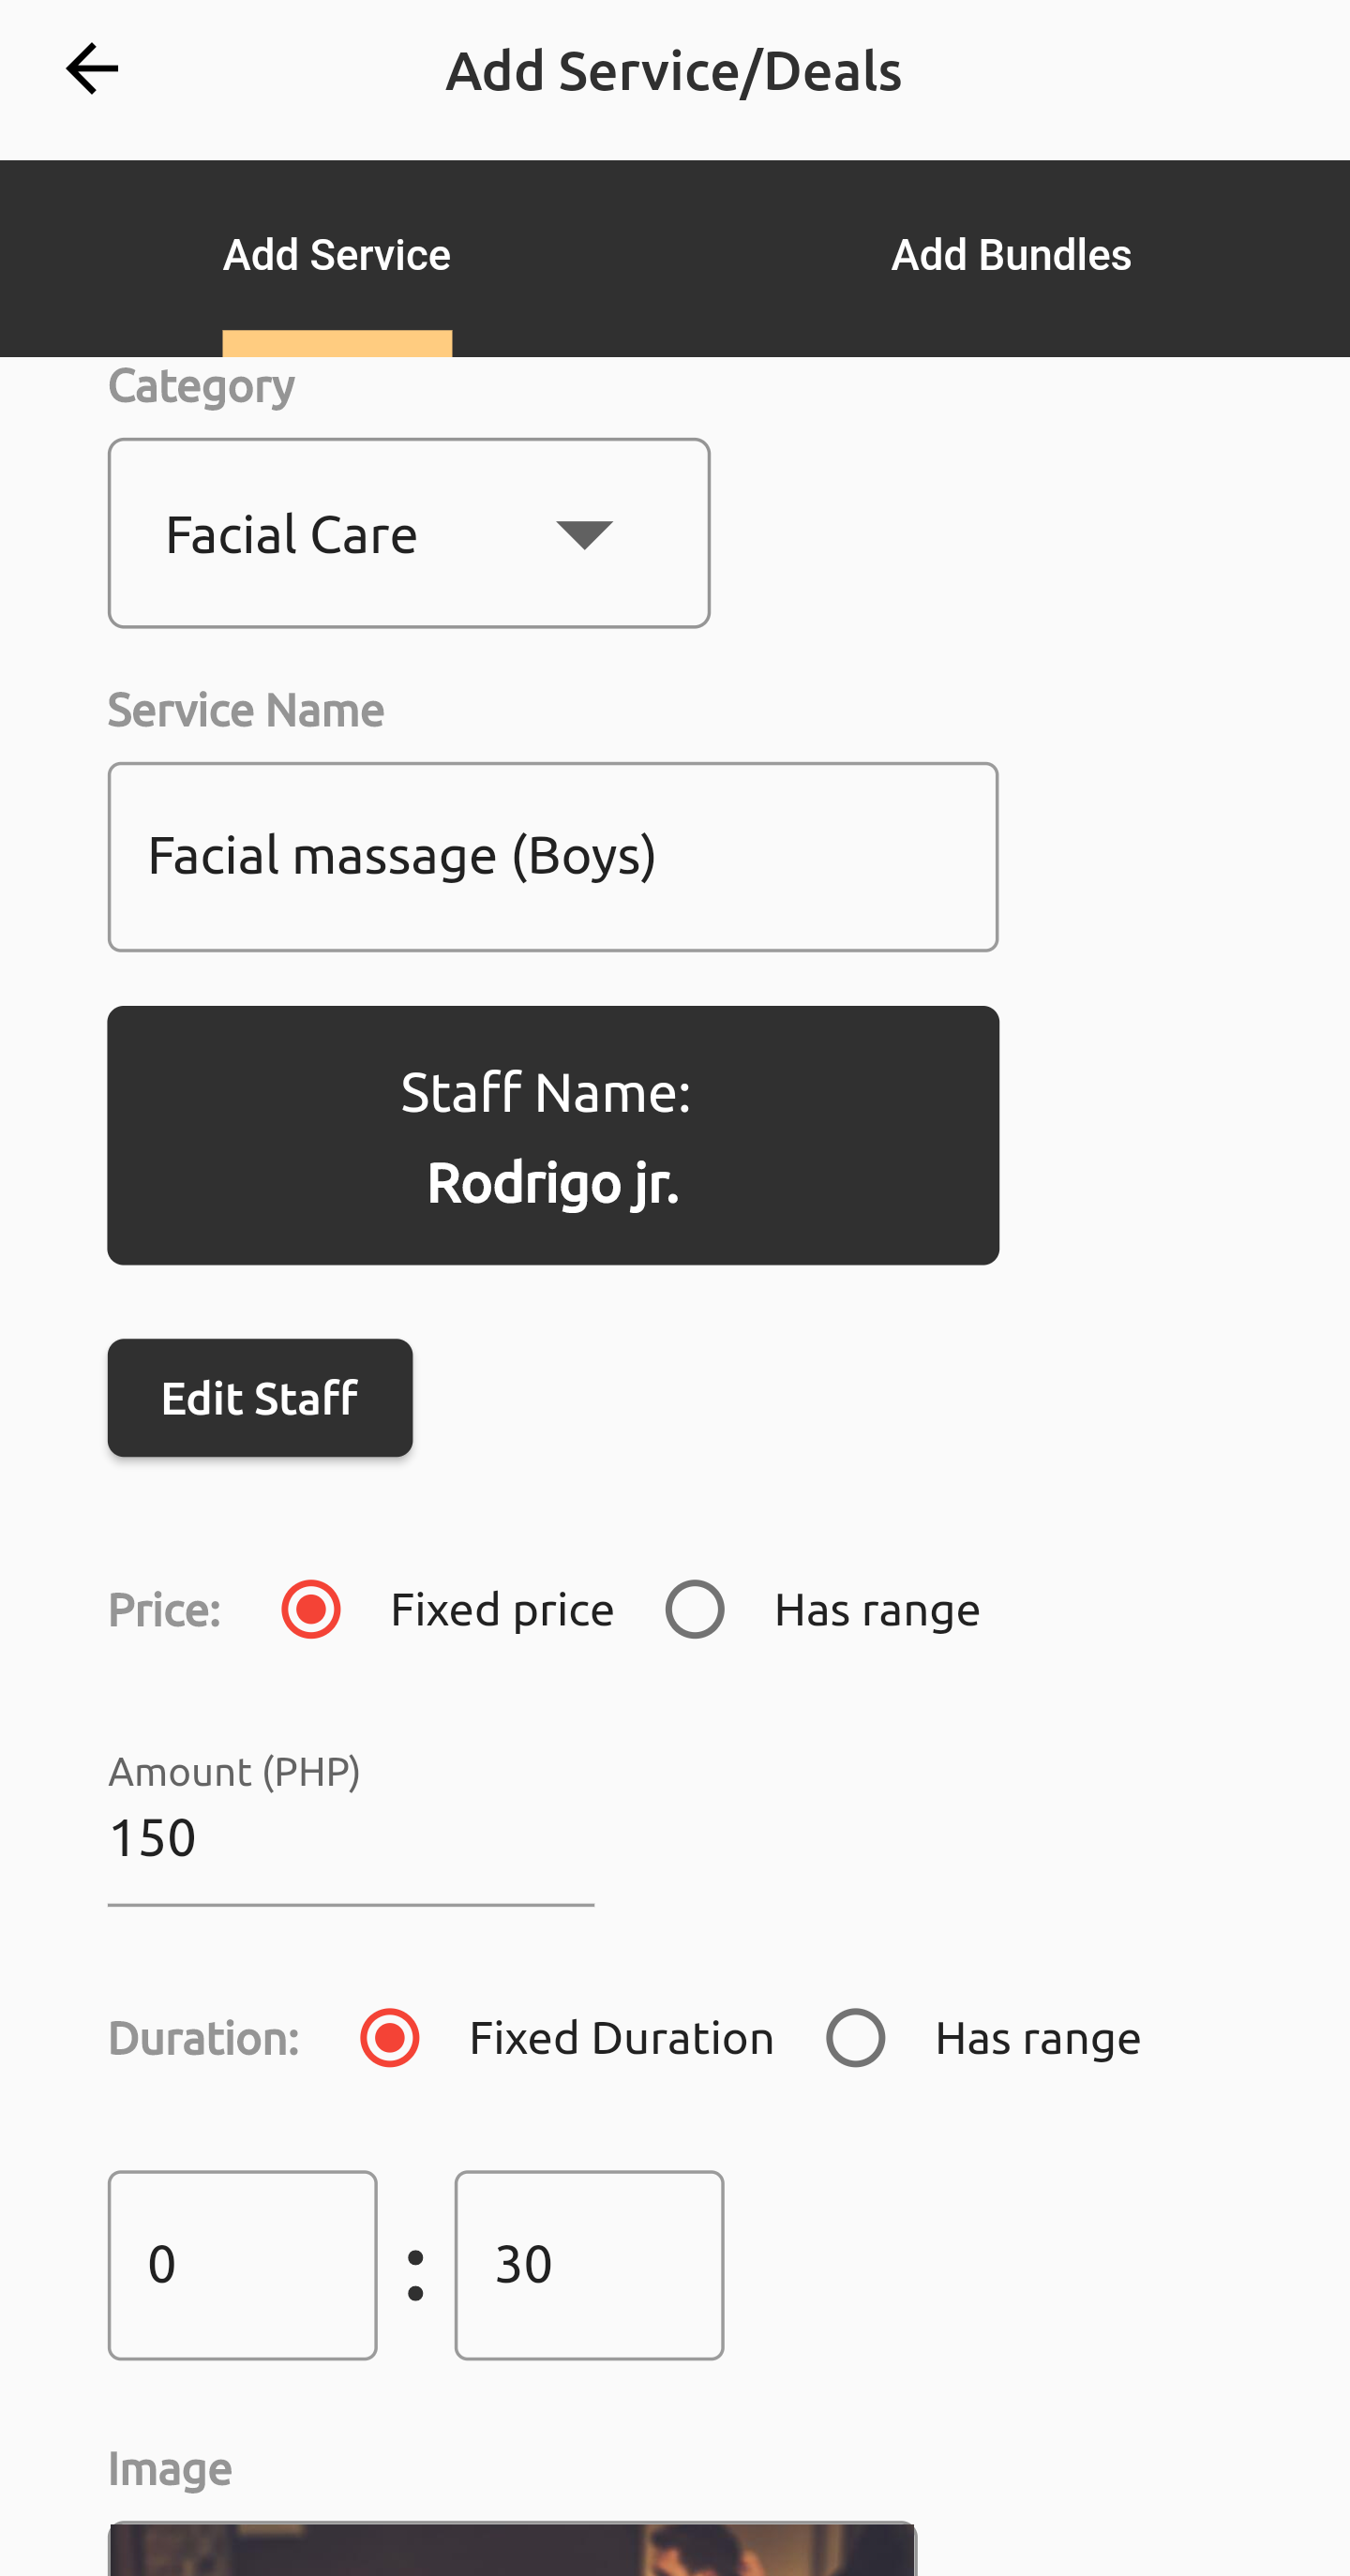 Add Service/Deals
Add Service Add Bundles
Category
Facial Care
Service Name
Facial massage (Boys)
Staff Name:
Rodrigo jr.
Edit Staff
Price: Fixed price Has range
Amount (PHP)
150
Duration: Fixed Duration Has range
0 : 30
Image